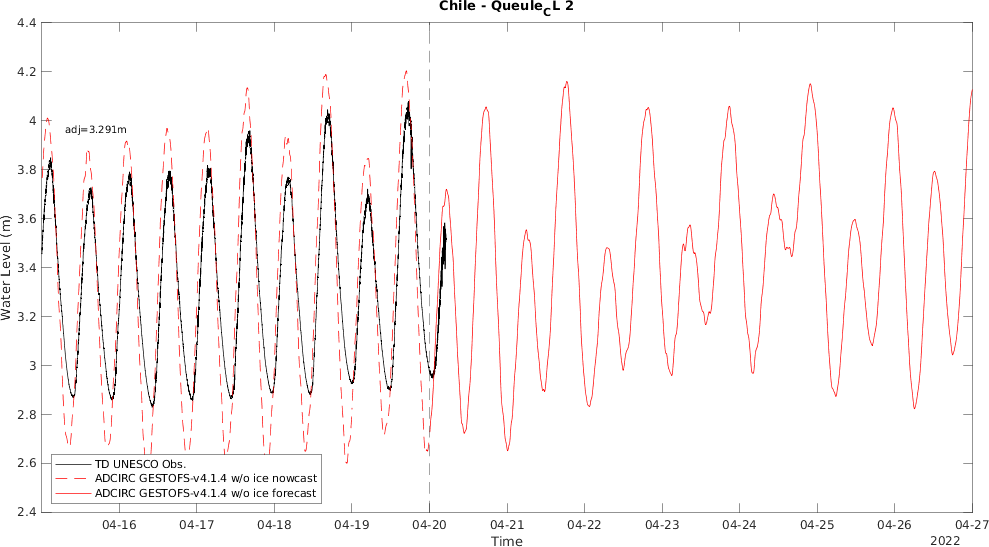 Chile - Queule_CL 2
4.4
4.2
4
3.8
3.6
3.4
3.2
3
2.8
2.6
2.4
Water Level (m)
adj=3.291m
TD UNESCO Obs.
ADCIRC GESTOFS-v4.1.4 w/o ice nowcast
ADCIRC GESTOFS-v4.1.4 w/o ice forecast
04-16 04-17 04-18 04-19 04-20 04-21 04-22 04-23 04-24 04-25 04-26 04-27
Time
2022